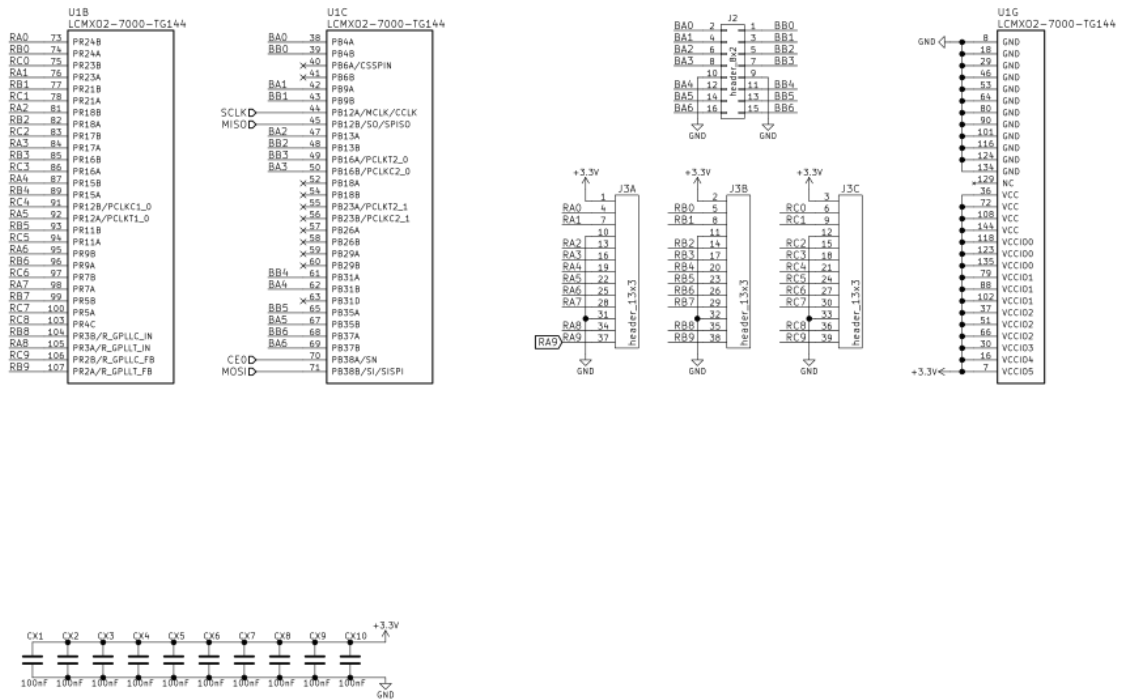 U1B
LCMXO2-7000-TG144
RA0 73 PR24B
RB0 74 PR24A
RC0 75 PR23B
RA1 76 PR23A
RB1 77 PR21B
RC1 78 PR21A
RA2 81 PR18B
RB2 82 PR18A
RC2 83 PR17B
RA3 84 PR17A
RB3 85 PR16B
RC3 86 PR16A
RA4 87 PR15B
RB4 89 PR15A
RC4 91 PR12B/PCLKC1_0
RA5 92 PR12A/PCLKT1_0
RB5 93 PR11B
RC5 94 PR11A
RA6 95 PR9B
RB6 96 PR9A
RC6 97 PR7B
RA7 98 PR7A
RB7 99 PR5B
RC7 100 PR5A
RC8 103 PR4C
RB8 104 PR3B/R_GPLLC_IN
RA8 105 PR3A/R_GPLLT_IN
RC9 106 PR2B/R_GPLLC_FB
RB9 107 PR2A/R_GPLLT_FB
U1C
LCMXO2-7000-TG144
BA0 38 PB4A
BB0 39 PB4B
40 PB6A/CSSPIN
41 PB6B
BA1 42 PB9A
BB1 43 PB9B
SCLK 44 PB12A/MCLK/CCLK
MISO 45 PB12B/SO/SPISO
BA2 47 PB13A
BB2 48 PB13B
BB3 49 PB16A/PCLKT2_0
BA3 50 PB16B/PCLKC2_0
52 PB18A
54 PB18B
55 PB23A/PCLKT2_1
56 PB23B/PCLKC2_1
57 PB26A
58 PB26B
59 PB29A
60 PB29B
BB4 61 PB31A
BA4 62 PB31B
63 PB31D
BB5 65 PB35A
BA5 67 PB35B
BB6 68 PB37A
BA6 69 PB37B
CE0 70 PB38A/SN
MOSI 71 PB38B/SI/SISPI
J2
BA0 2 1 BB0
BA1 4 3 BB1
BA2 6 5 BB2
BA3 8 7 BB3
10 9
BA4 12 11 BB4
BA5 14 13 BB5
BA6 16 15 BB6
header_8x2
GND GND
+3.3V
J3A
1
RA0 4
RA1 7
10
RA2 13
RA3 16
RA4 19
RA5 22
RA6 25
RA7 28
31
RA8 34
RA9 RA9 37
header_13x3
GND
+3.3V
J3B
2
RB0 5
RB1 8
11
RB2 14
RB3 17
RB4 20
RB5 23
RB6 26
RB7 29
32
RB8 35
RB9 38
header_13x3
GND
+3.3V
J3C
3
RC0 6
RC1 9
12
RC2 15
RC3 18
RC4 21
RC5 24
RC6 27
RC7 30
33
RC8 36
RC9 39
header_13x3
GND
U1G
LCMXO2-7000-TG144
GND 8 GND
18 GND
28 GND
46 GND
53 GND
64 GND
80 GND
90 GND
101 GND
116 GND
124 GND
134 GND
129 NC
36 VCC
72 VCC
108 VCC
144 VCC
118 VCCIO0
123 VCCIO0
135 VCCIO0
79 VCCIO1
88 VCCIO1
102 VCCIO1
37 VCCIO2
51 VCCIO2
66 VCCIO2
30 VCCIO3
16 VCCIO4
+3.3V 7 VCCIO5
CX1 CX2 CX3 CX4 CX5 CX6 CX7 CX8 CX9 CX10 +3.3V
100nF 100nF 100nF 100nF 100nF 100nF 100nF 100nF 100nF 100nF
GND